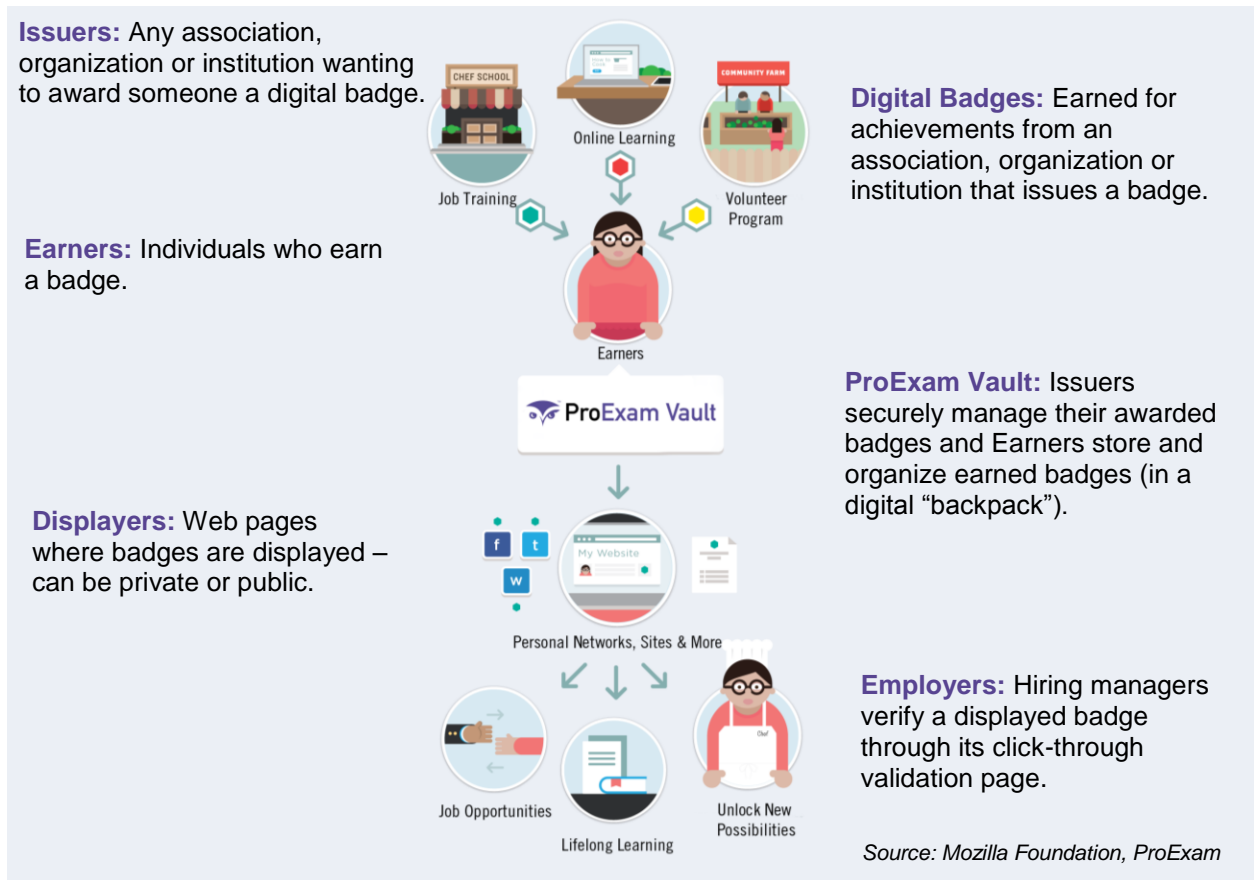 Issuers: Any association,
organization or institution wanting
to award someone a digital badge.
CHEF SCHOOL
Job Training
Online Learning
COMMUNITY FARM
Volunteer
Program
Digital Badges: Earned for
achievements from an
association, organization or
institution that issues a badge.
Earners: Individuals who earn
a badge.
Earners
ProExam Vault
ProExam Vault: Issuers
securely manage their awarded
badges and Earners store and
organize earned badges (in a
digital “backpack”).
Displayers: Web pages
where badges are displayed –
can be private or public.
f
t
w
My Website
Personal Networks, Sites & More
Chef
Job Opportunities
Lifelong Learning
Unlock New
Possibilities
Employers: Hiring managers
verify a displayed badge
through its click-through
validation page.
Source: Mozilla Foundation, ProExam